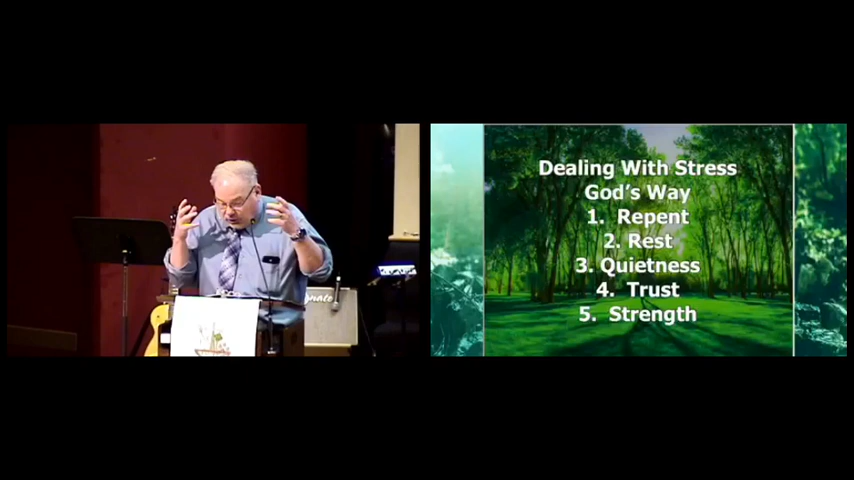 Dealing With Stress
God's Way
1. Repent
2. Rest
3. Quietness
4. Trust
5. Strength